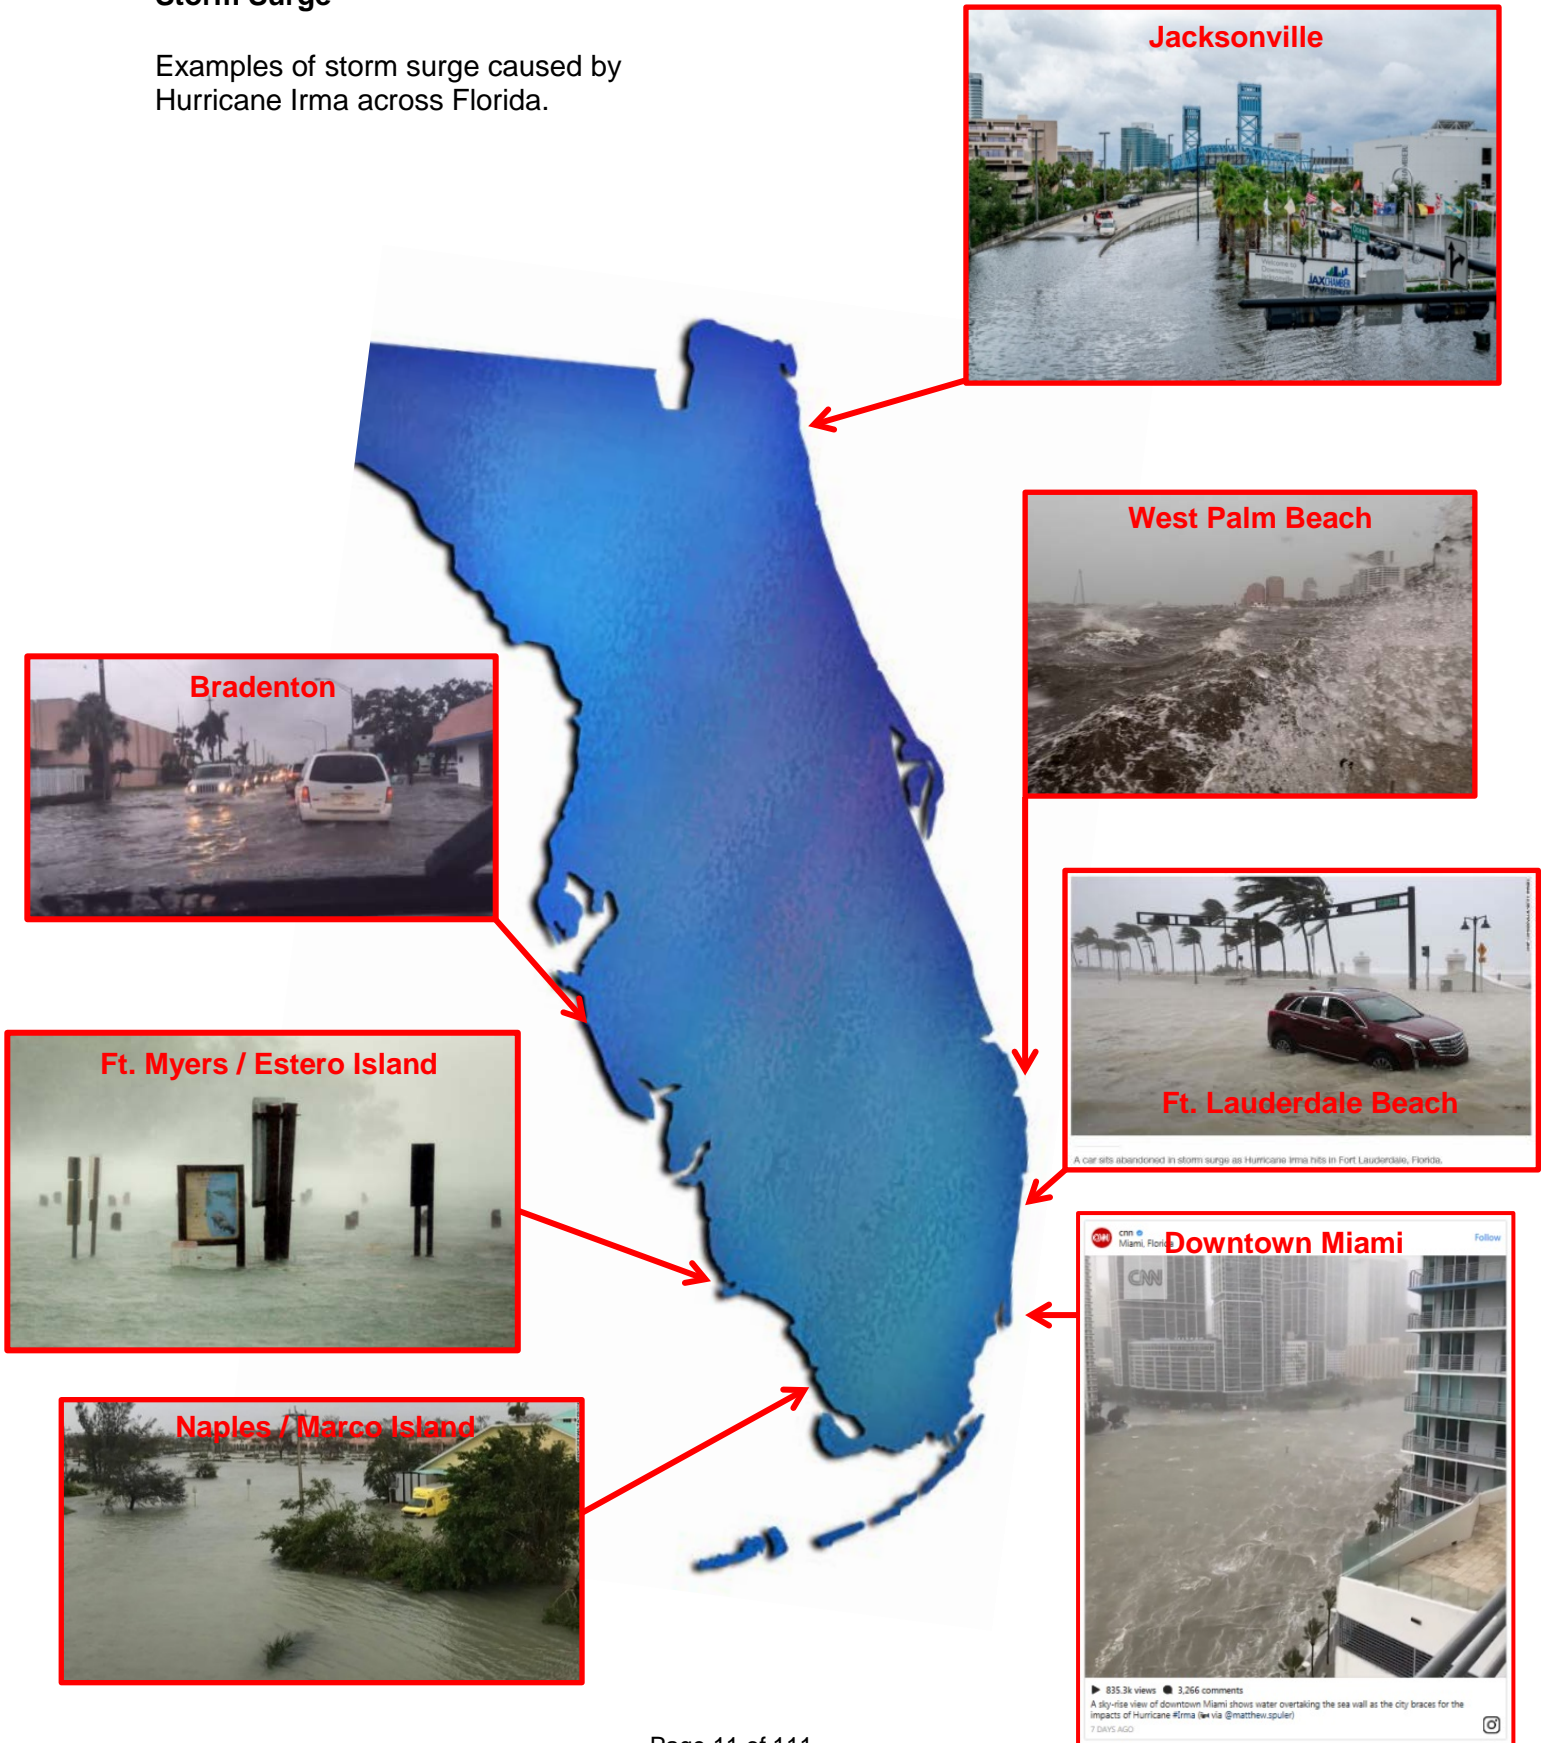 Storm Surge
Examples of storm surge caused by
Hurricane Irma across Florida.
Jacksonville
Welcome to
Downtown
JAXCHAMBER
West Palm Beach
Bradenton
Ft. Lauderdale Beach
A car sits abandoned in storm surge as Hurricane Irma hits in Fort Lauderdale, Florida.
Ft. Myers / Estero Island
cnn
Miami, Florida
Follow
Downtown Miami
CNN
Naples / Marco Island
835.3k views 3,266 comments
A sky-rise view of downtown Miami shows water overtaking the sea wall as the city braces for the
impacts of Hurricane #Irma (via @matthew.spuler)
7 DAYS AGO
Page 11 of 111